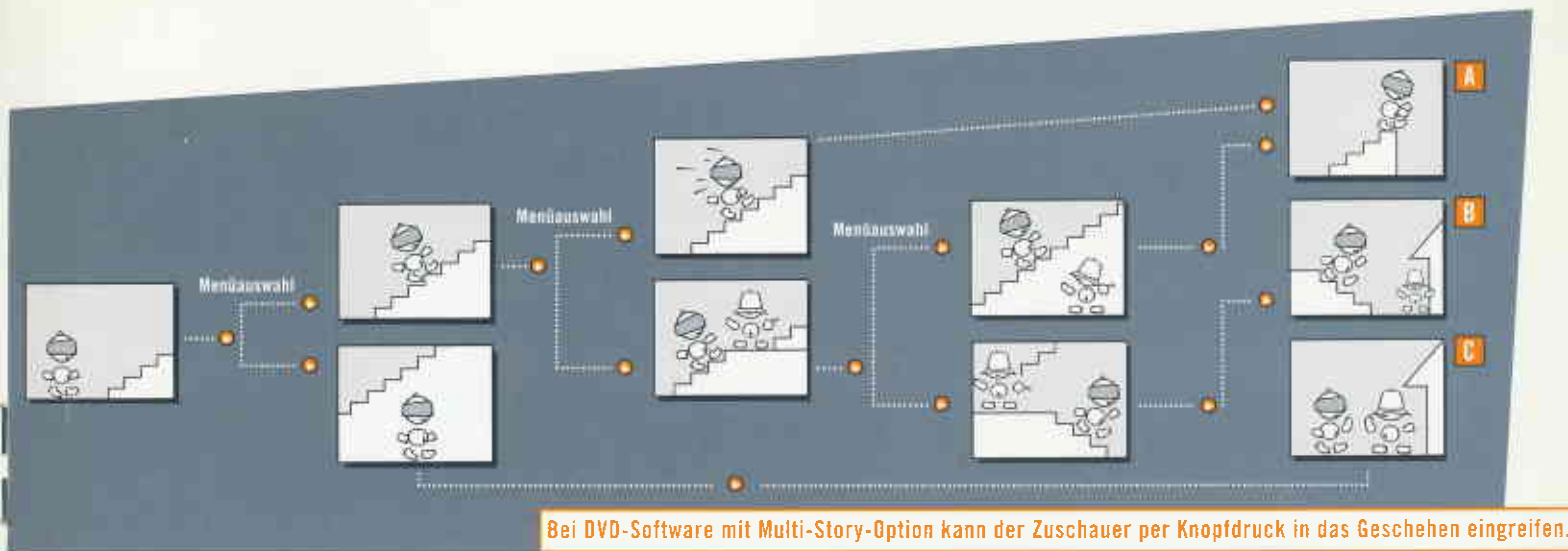 A
Menüauswahl
B
Menüauswahl
Menüauswahl
C
Bei DVD-Software mit Multi-Story-Option kann der Zuschauer per Knopfdruck in das Geschehen eingreifen